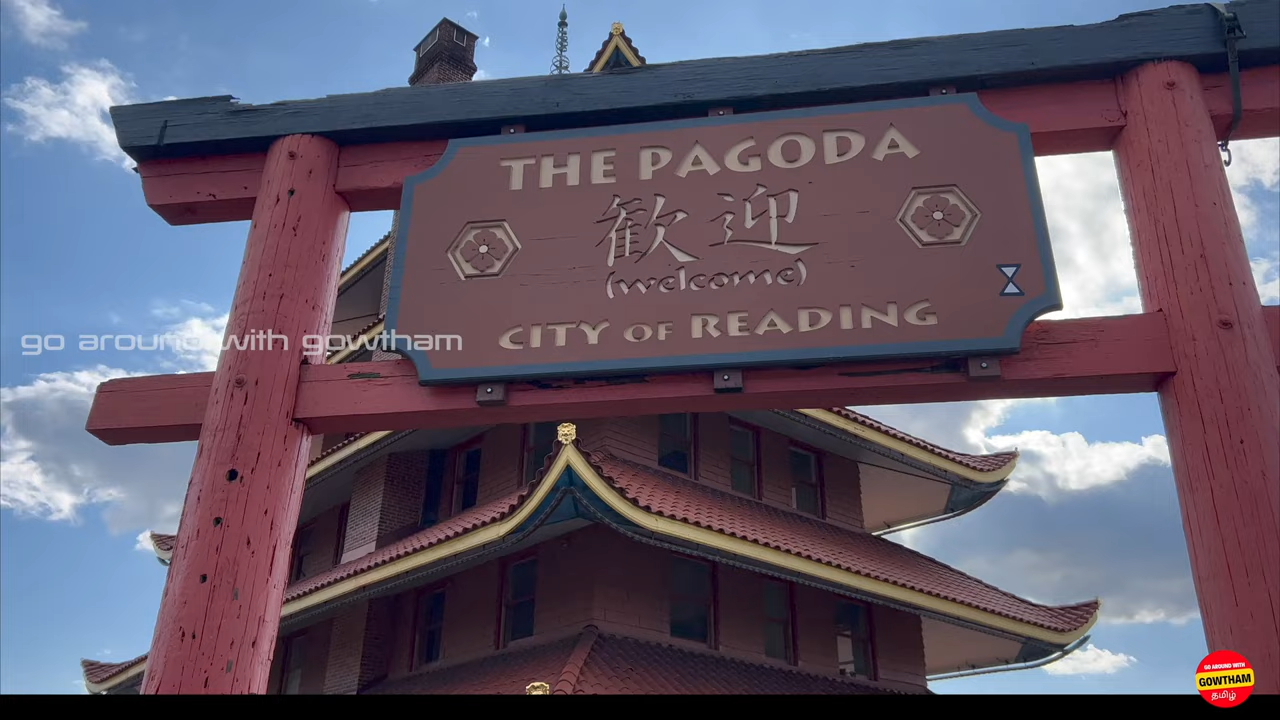 THE PAGODA
歓迎
(welcome)
CITY OF READING
go around with gowtham
GO AROUND WITH
GOWTHAM
தமிழ்